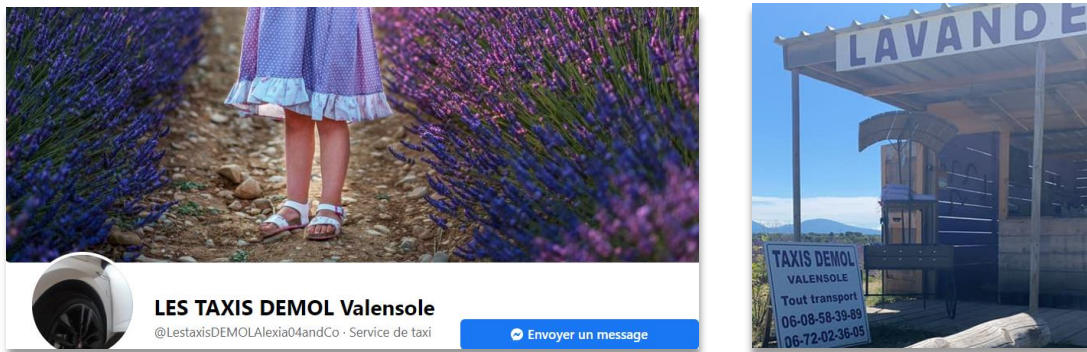 LES TAXIS DEMOL Valensole
@LestaxisDEMOLAlexia04andCo · Service de taxi
Envoyer un message
LAVANDE
TAXIS DEMOL
VALENSOLE
Tout transport
06-08-58-39-89
06-72-02-36-05